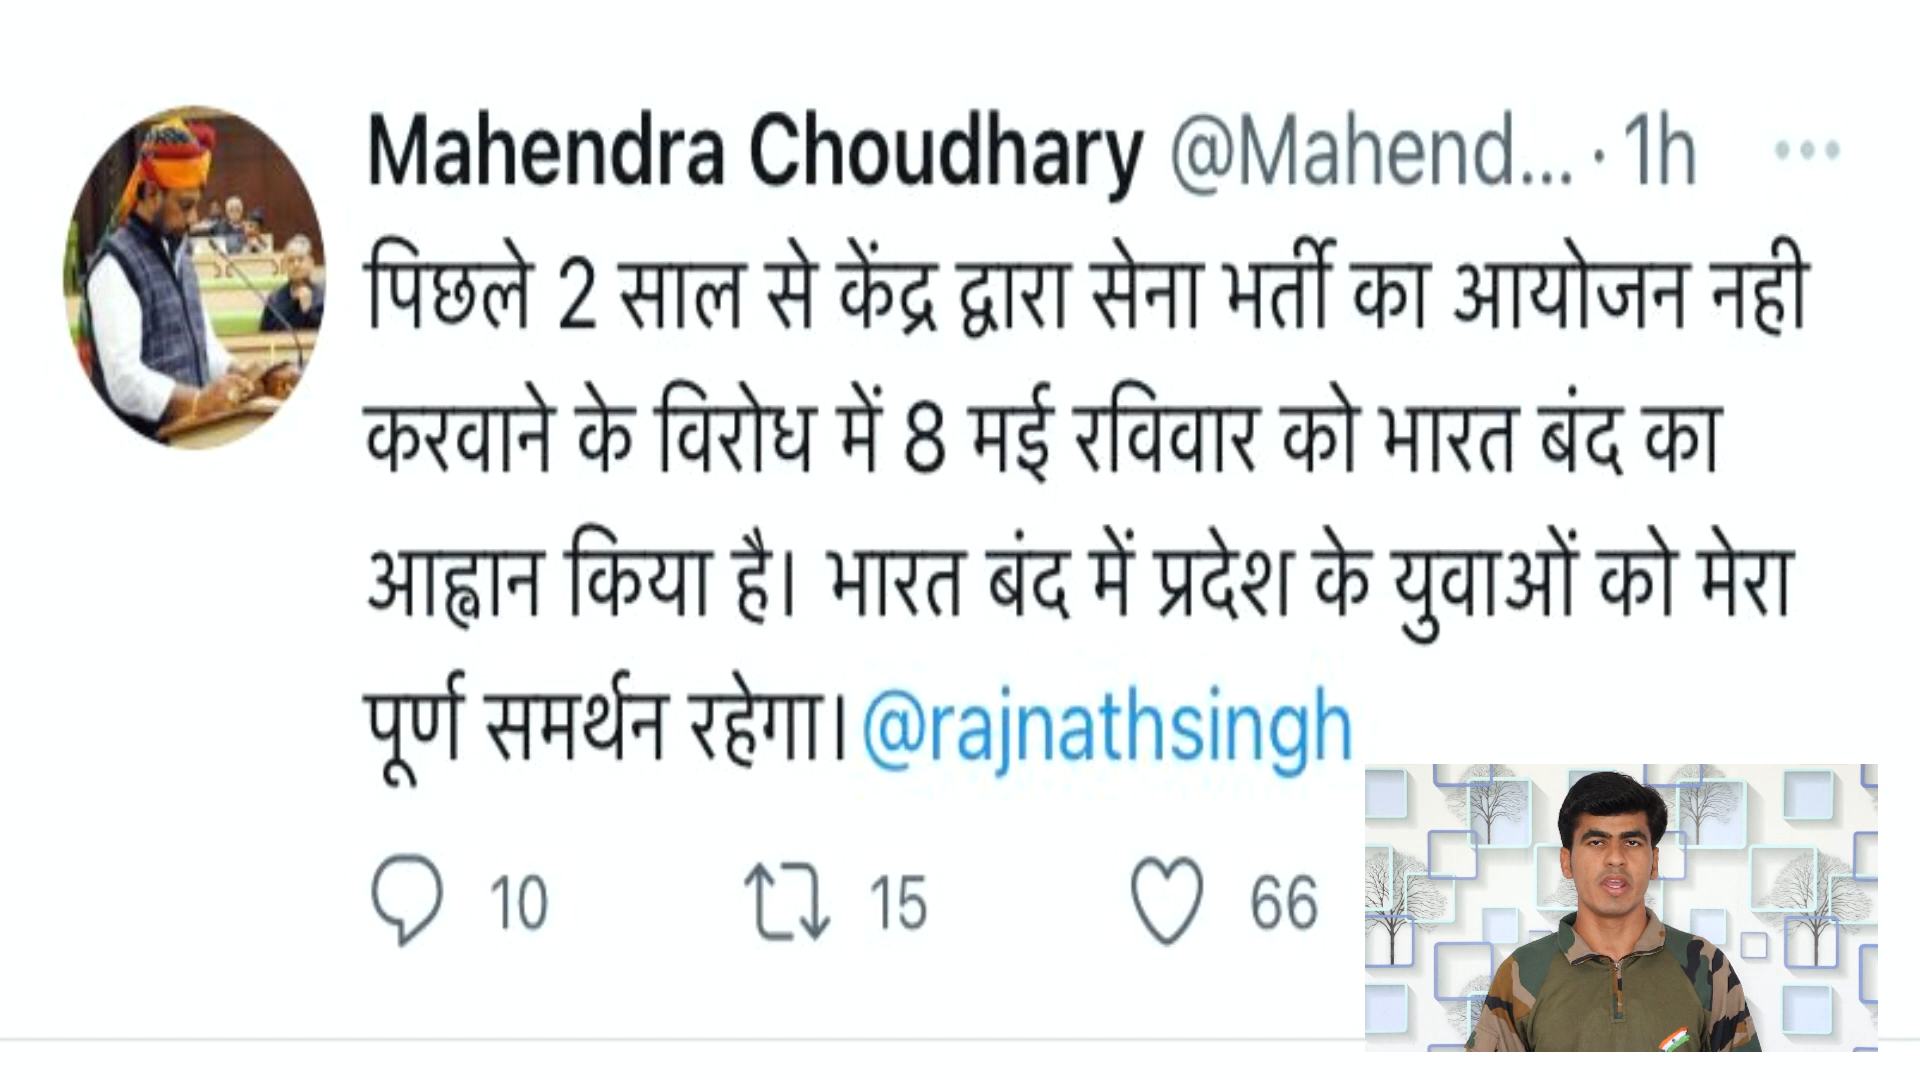 Mahendra Choudhary @Mahend... · 1h
पिछले 2 साल से केंद्र द्वारा सेना भर्ती का आयोजन नही
करवाने के विरोध में 8 मई रविवार को भारत बंद का
आह्वान किया है। भारत बंद में प्रदेश के युवाओं को मेरा
पूर्ण समर्थन रहेगा। @rajnathsingh
10 15 66